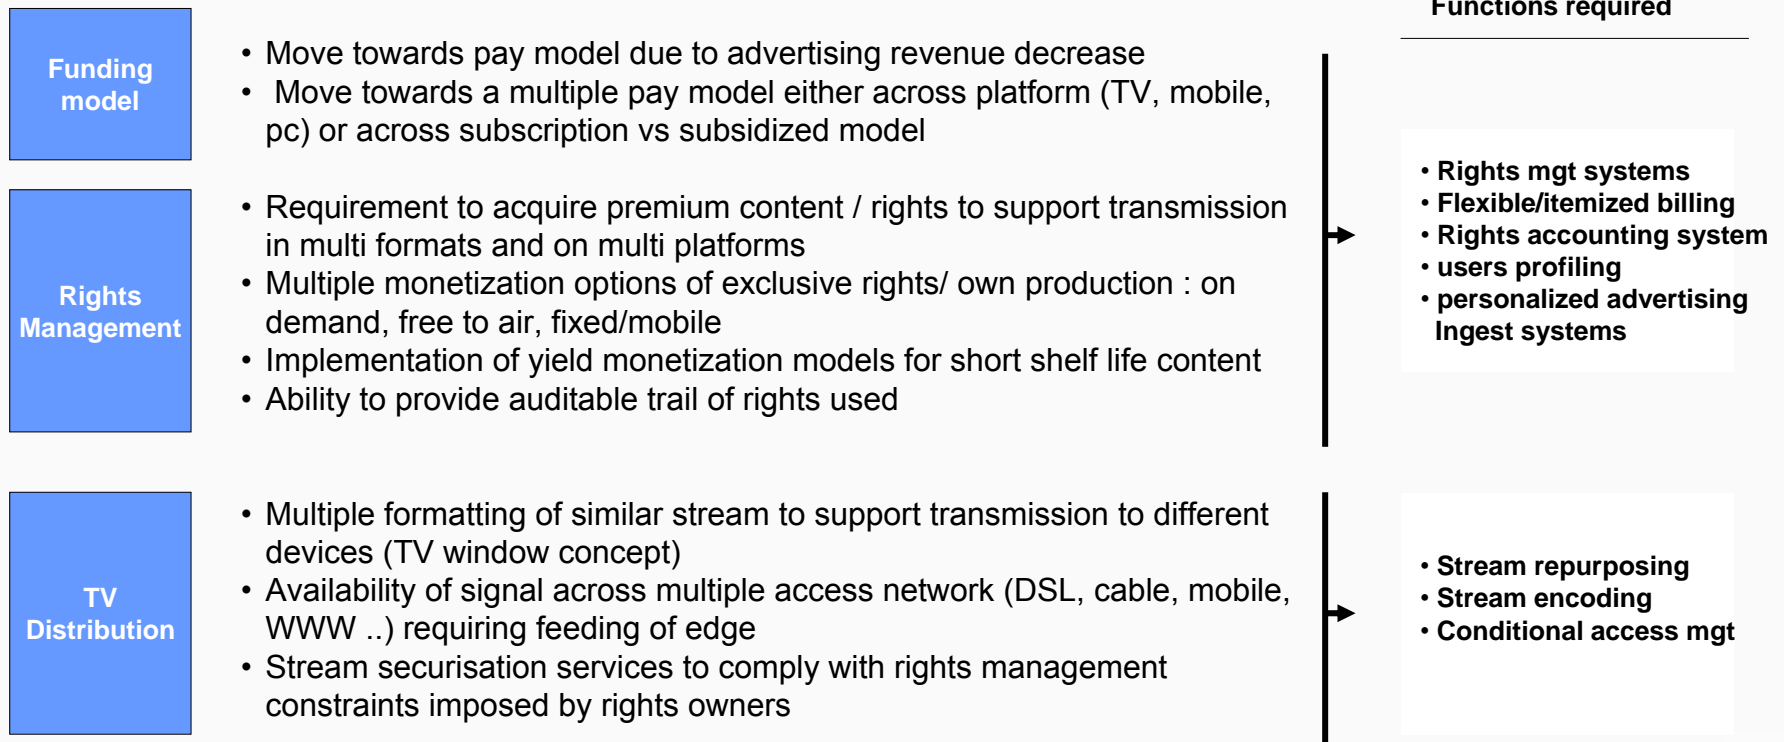 Functions required
Funding
model
• Move towards pay model due to advertising revenue decrease
• Move towards a multiple pay model either across platform (TV, mobile,
pc) or across subscription vs subsidized model
Rights
Management
• Requirement to acquire premium content / rights to support transmission
in multi formats and on multi platforms
• Multiple monetization options of exclusive rights/ own production : on
demand, free to air, fixed/mobile
• Implementation of yield monetization models for short shelf life content
• Ability to provide auditable trail of rights used
• Rights mgt systems
• Flexible/itemized billing
• Rights accounting system
• users profiling
• personalized advertising
Ingest systems
TV
Distribution
• Multiple formatting of similar stream to support transmission to different
devices (TV window concept)
• Availability of signal across multiple access network (DSL, cable, mobile,
WWW ..) requiring feeding of edge
• Stream securisation services to comply with rights management
constraints imposed by rights owners
• Stream repurposing
• Stream encoding
• Conditional access mgt